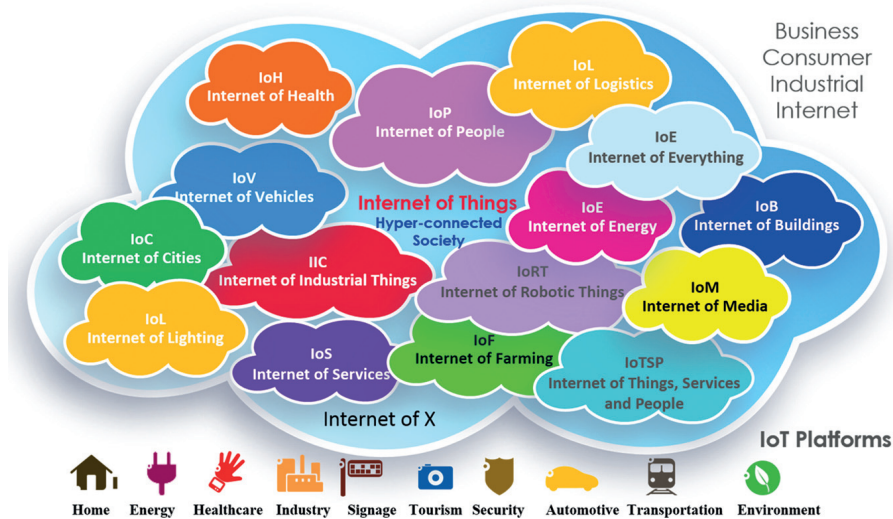 Business
Consumer
Industrial
Internet
IoH
Internet of Health
IoP
Internet of People
IoL
Internet of Logistics
IoE
Internet of Everything
IoV
Internet of Vehicles
Internet of Things
Hyper-connected
Society
IoE
Internet of Energy
IoB
Internet of Buildings
IoC
Internet of Cities
IIC
Internet of Industrial Things
IoRT
Internet of Robotic Things
IoM
Internet of Media
IoL
Internet of Lighting
IoS
Internet of Services
IoF
Internet of Farming
IoTSP
Internet of Things, Services
and People
Internet of X
IoT Platforms
Home Energy Healthcare Industry Signage Tourism Security Automotive Transportation Environment